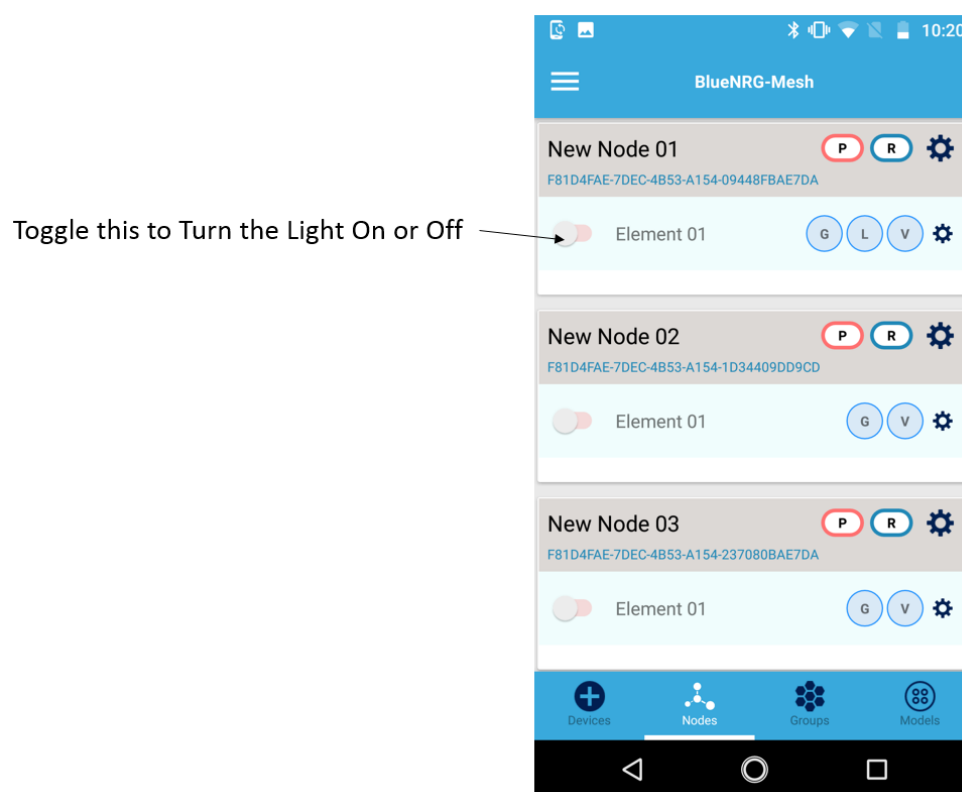 10:20
BlueNRG-Mesh
New Node 01 P R
F81D4FAE-7DEC-4B53-A154-09448FBAE7DA
Toggle this to Turn the Light On or Off
Element 01 G L V
New Node 02 P R
F81D4FAE-7DEC-4B53-A154-1D34409DD9CD
Element 01 G V
New Node 03 P R
F81D4FAE-7DEC-4B53-A154-237080BAE7DA
Element 01 G V
Devices Nodes Groups Models